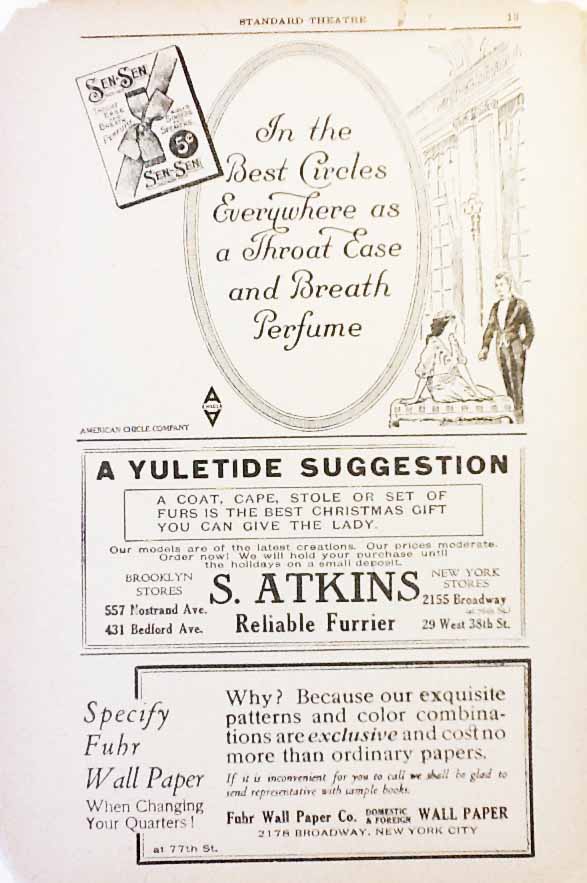 STANDARD THEATRE 13
SEN-SEN
THROAT
EASE
BREATH
PERFUME
SINGERS
SPEAKERS
5¢
SEN-SEN
In the
Best Circles
Everywhere as
a Throat Ease
and Breath
Perfume
AMERICAN CHICLE COMPANY
A YULETIDE SUGGESTION
A COAT, CAPE, STOLE OR SET OF
FURS IS THE BEST CHRISTMAS GIFT
YOU CAN GIVE THE LADY.
Our models are of the latest creations. Our prices moderate.
Order now! We will hold your purchase until
the holidays on a small deposit.
BROOKLYN
STORES
557 Nostrand Ave.
431 Bedford Ave.
S. ATKINS
Reliable Furrier
NEW YORK
STORES
2155 Broadway
29 West 38th St.
Specify
Fuhr
Wall Paper
When Changing
Your Quarters!
Why? Because our exquisite
patterns and color combina-
tions are exclusive and cost no
more than ordinary papers.
If it is inconvenient for you to call we shall be glad to
send representative with sample books.
Fuhr Wall Paper Co. DOMESTIC & FOREIGN WALL PAPER
2178 BROADWAY, NEW YORK CITY
at 77th St.